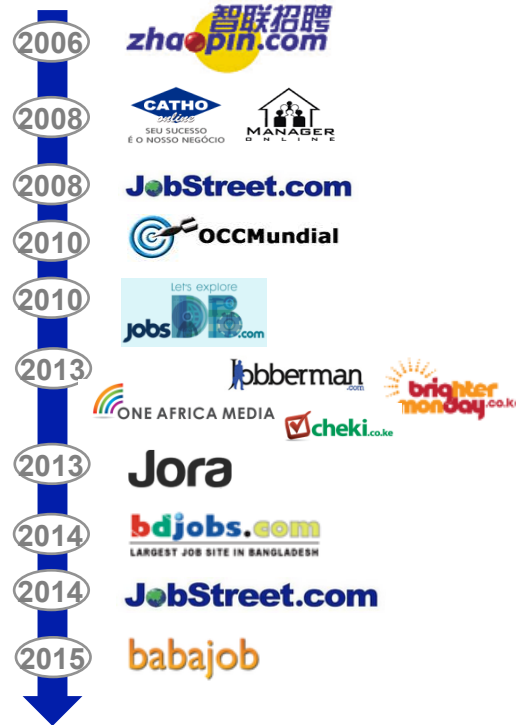 2006
智联招聘
zhaopin.com
2008
CATHO
online
SEU SUCESSO
É O NOSSO NEGÓCIO
MANAGER
ONLINE
2008
JobStreet.com
2010
OCCMundial
2010
Let's explore
jobsDB.com
2013
Jobberman.com
brighter
monday.co.k
ONE AFRICA MEDIA
cheki.co.ke
2013
Jora
2014
bdjobs.com
LARGEST JOB SITE IN BANGLADESH
2014
JobStreet.com
2015
babajob